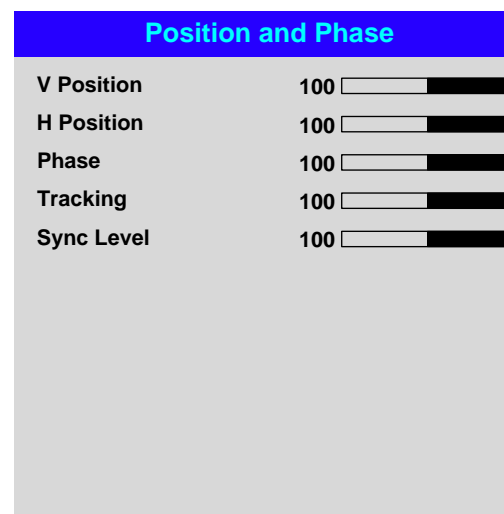 Position and Phase
V Position 100
H Position 100
Phase 100
Tracking 100
Sync Level 100